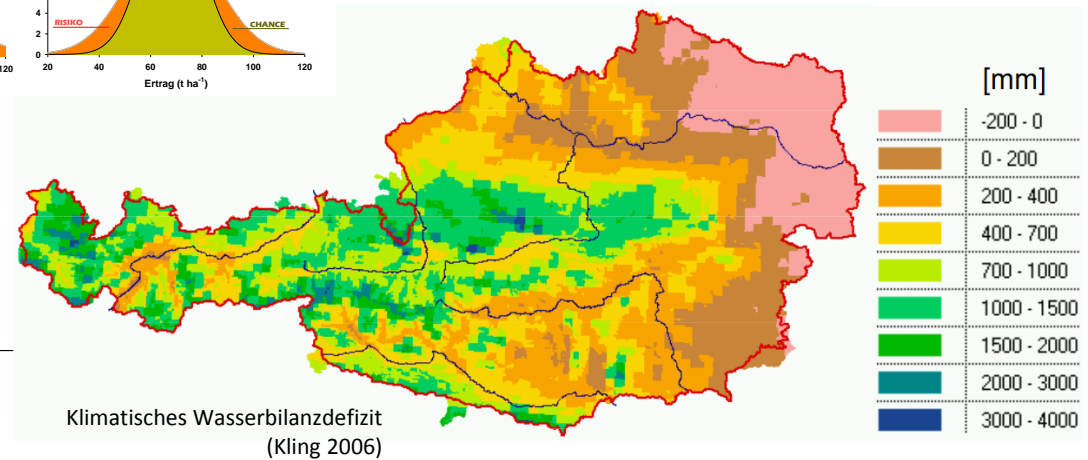 4
2
0
RISIKO
CHANCE
120
20 40 60 80 100 120
Ertrag (t ha⁻¹)
[mm]
-200 - 0
0 - 200
200 - 400
400 - 700
700 - 1000
1000 - 1500
1500 - 2000
2000 - 3000
3000 - 4000
Klimatisches Wasserbilanzdefizit
(Kling 2006)